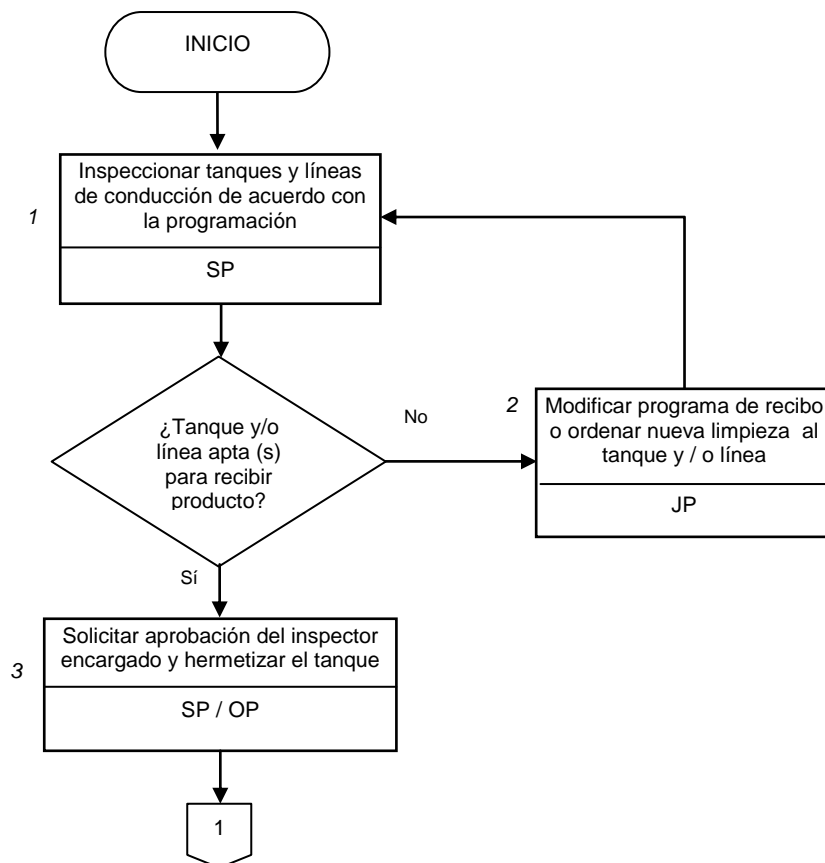 INICIO
1
Inspeccionar tanques y líneas
de conducción de acuerdo con
la programación
SP
¿Tanque y/o
línea apta (s)
para recibir
producto?
No
2
Modificar programa de recibo
o ordenar nueva limpieza al
tanque y / o línea
JP
Sí
3
Solicitar aprobación del inspector
encargado y hermetizar el tanque
SP / OP
1